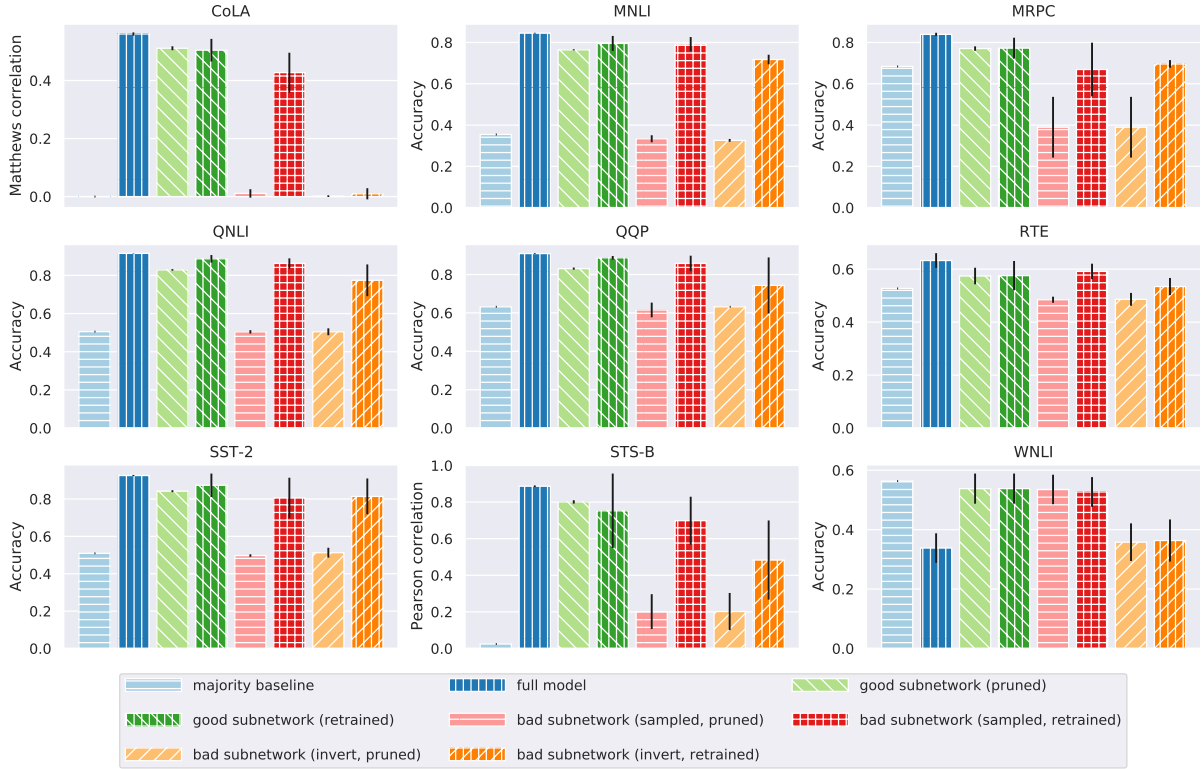 CoLA
MNLI
MRPC
Matthews correlation
0.4
0.2
0.0
Accuracy
0.8
0.6
0.4
0.2
0.0
Accuracy
0.8
0.6
0.4
0.2
0.0
QNLI
QQP
RTE
Accuracy
0.8
0.6
0.4
0.2
0.0
Accuracy
0.8
0.6
0.4
0.2
0.0
Accuracy
0.6
0.4
0.2
0.0
SST-2
STS-B
WNLI
Accuracy
0.8
0.6
0.4
0.2
0.0
Pearson correlation
1.0
0.8
0.6
0.4
0.2
0.0
Accuracy
0.6
0.4
0.2
0.0
majority baseline
full model
good subnetwork (pruned)
good subnetwork (retrained)
bad subnetwork (sampled, pruned)
bad subnetwork (sampled, retrained)
bad subnetwork (invert, pruned)
bad subnetwork (invert, retrained)